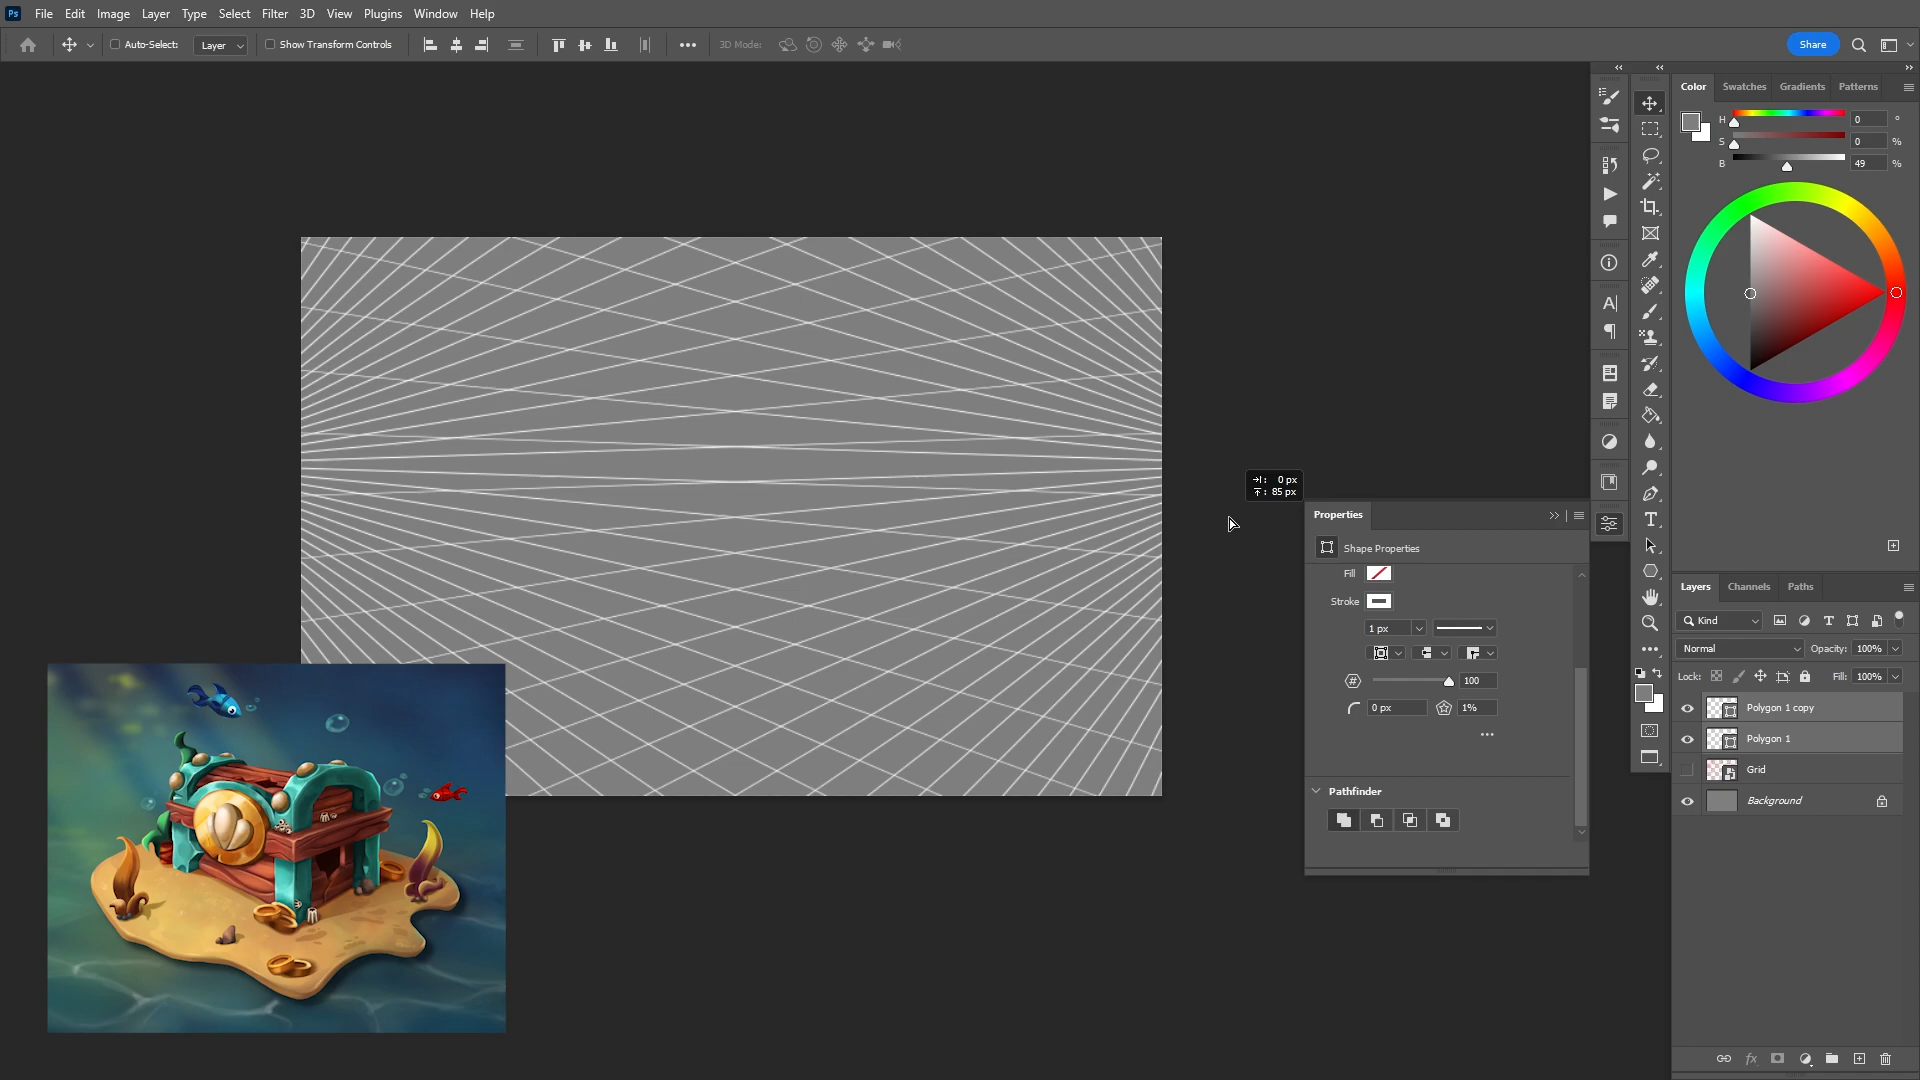 Ps File Edit Image Layer Type Select Filter 3D View Plugins Window Help
Auto-Select: Layer Show Transform Controls 3D Mode: Share
Color Swatches Gradients Patterns
H 0 °
S 0 %
B 49 %
0 px
85 px
Properties
Shape Properties
Fill
Stroke
1 px
100
0 px 1%
Pathfinder
Layers Channels Paths
Kind
Normal Opacity: 100%
Lock: Fill: 100%
Polygon 1 copy
Polygon 1
Grid
Background